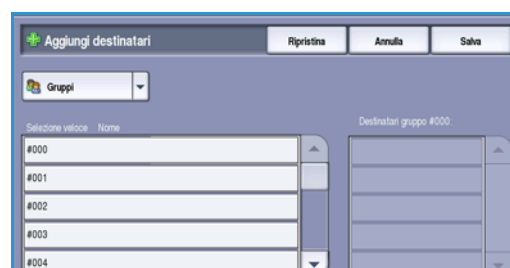 Aggiungi destinatari Ripristina Annulla Salva
Gruppi
Selezione veloce Nome Destinatari gruppo #000:
#000
#001
#002
#003
#004